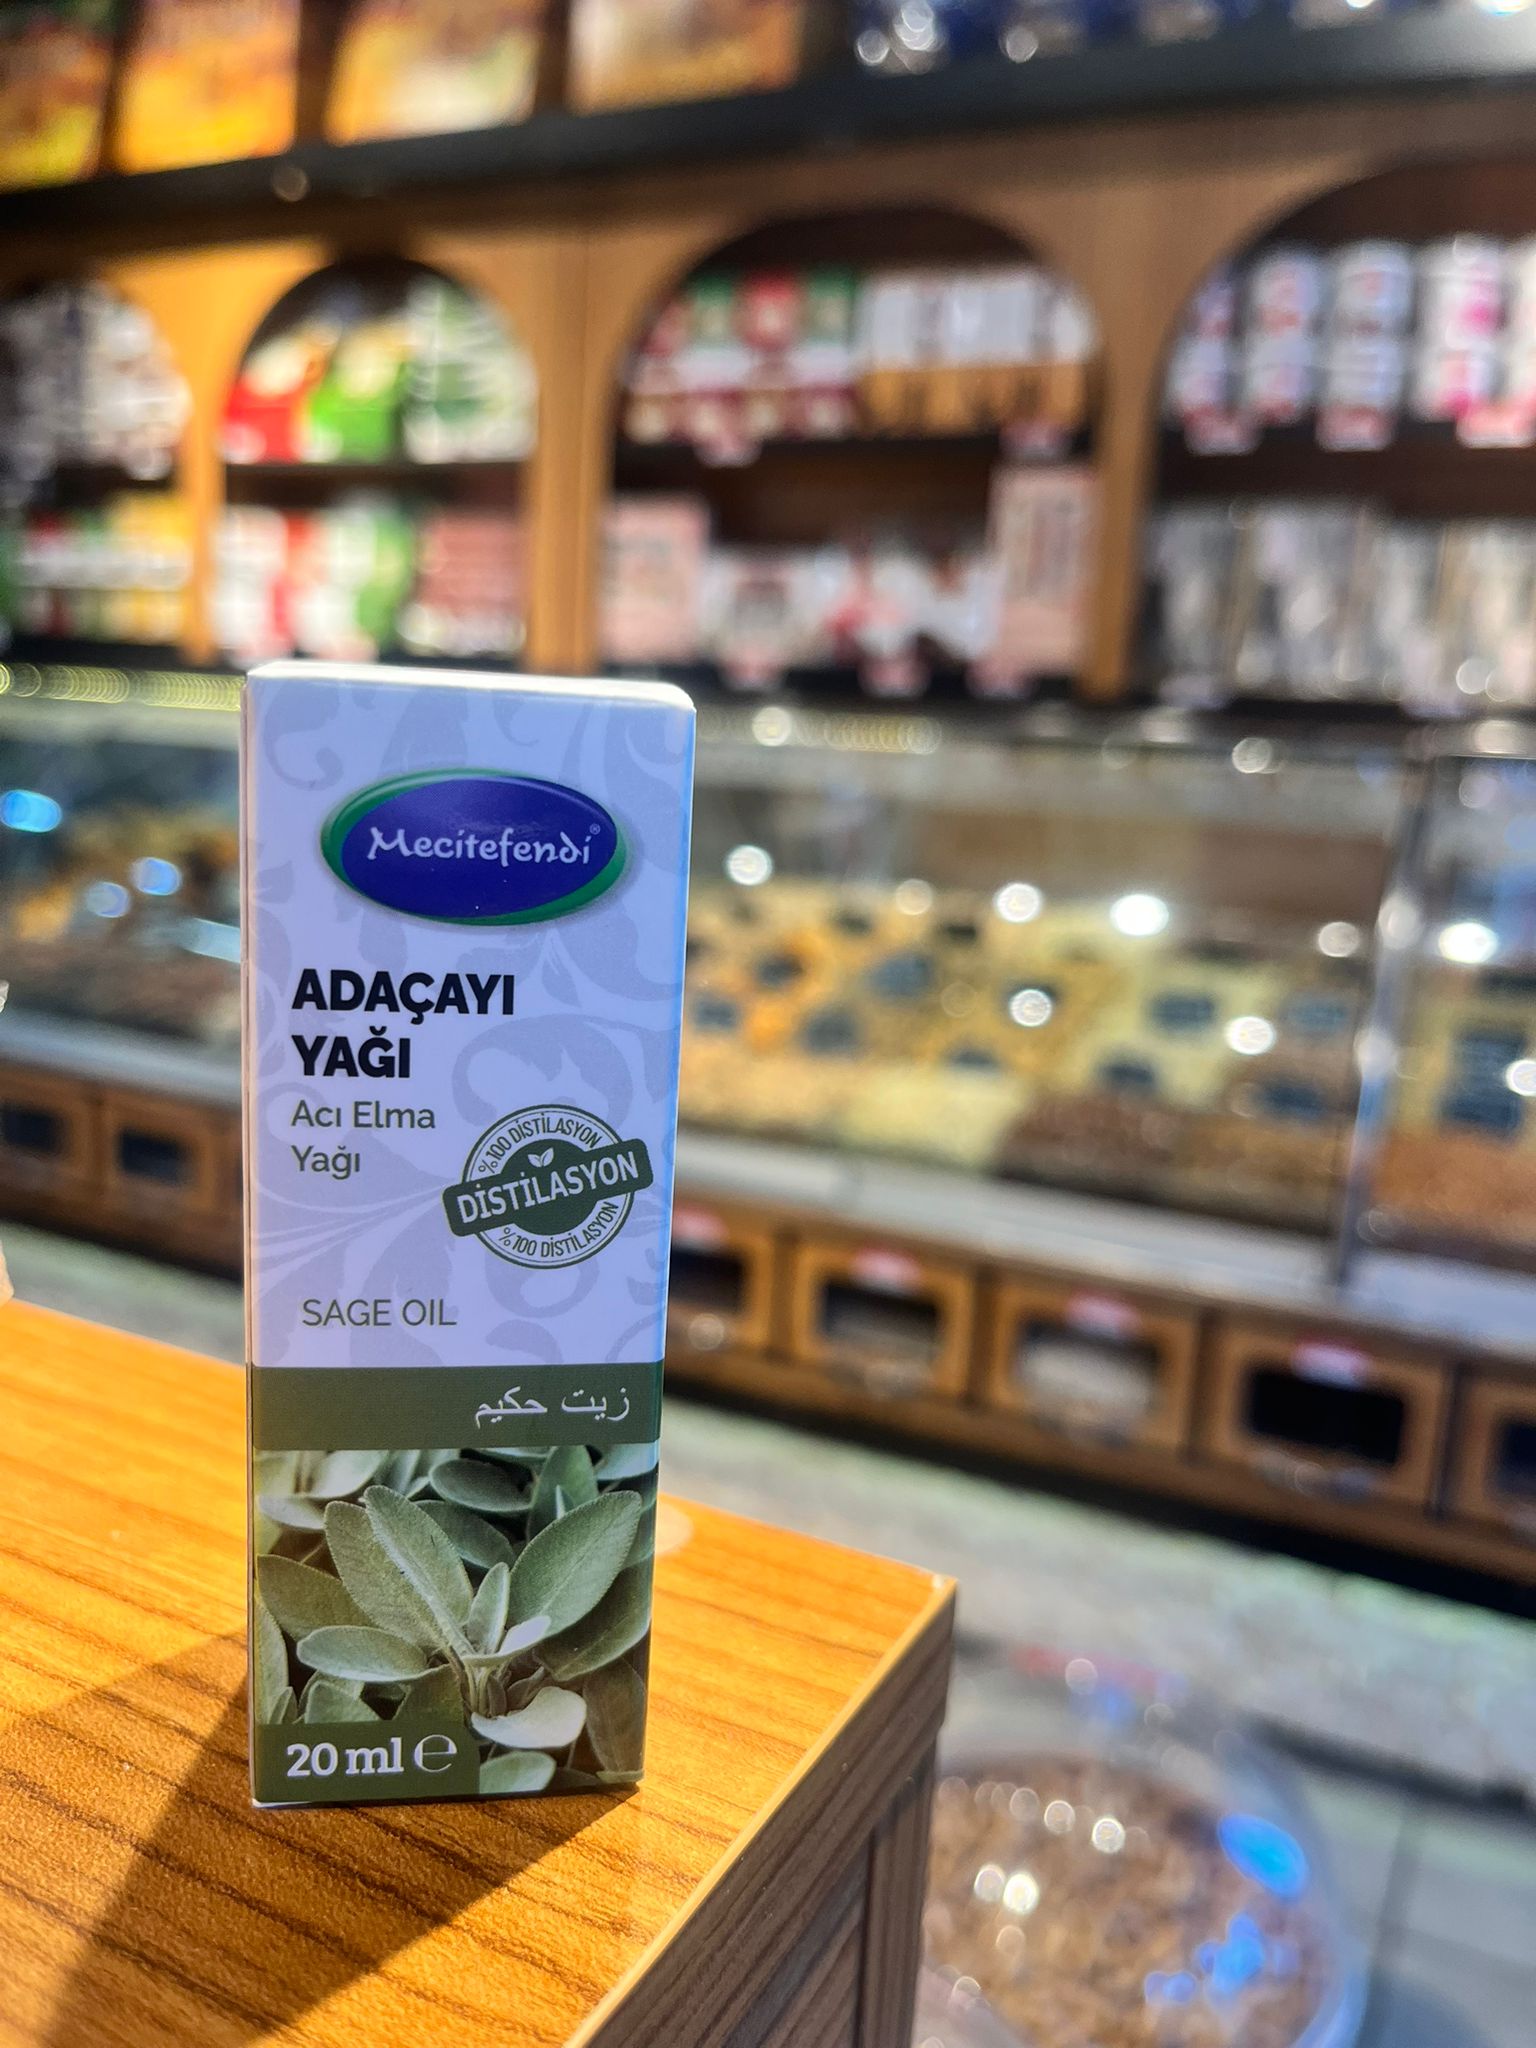 Mecitefendi®
ADAÇAYI
YAĞI
Acı Elma
Yağı
%100 DİSTİLASYON
DİSTİLASYON
%100 DİSTİLASYON
SAGE OIL
زيت حكيم
20 ml ℮